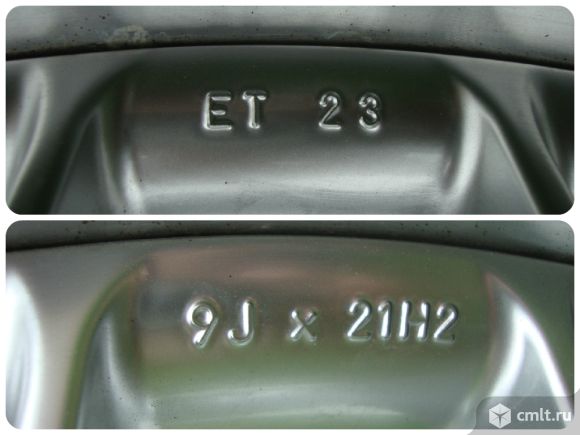 ET 23
9J x 21H2
cmlt.ru